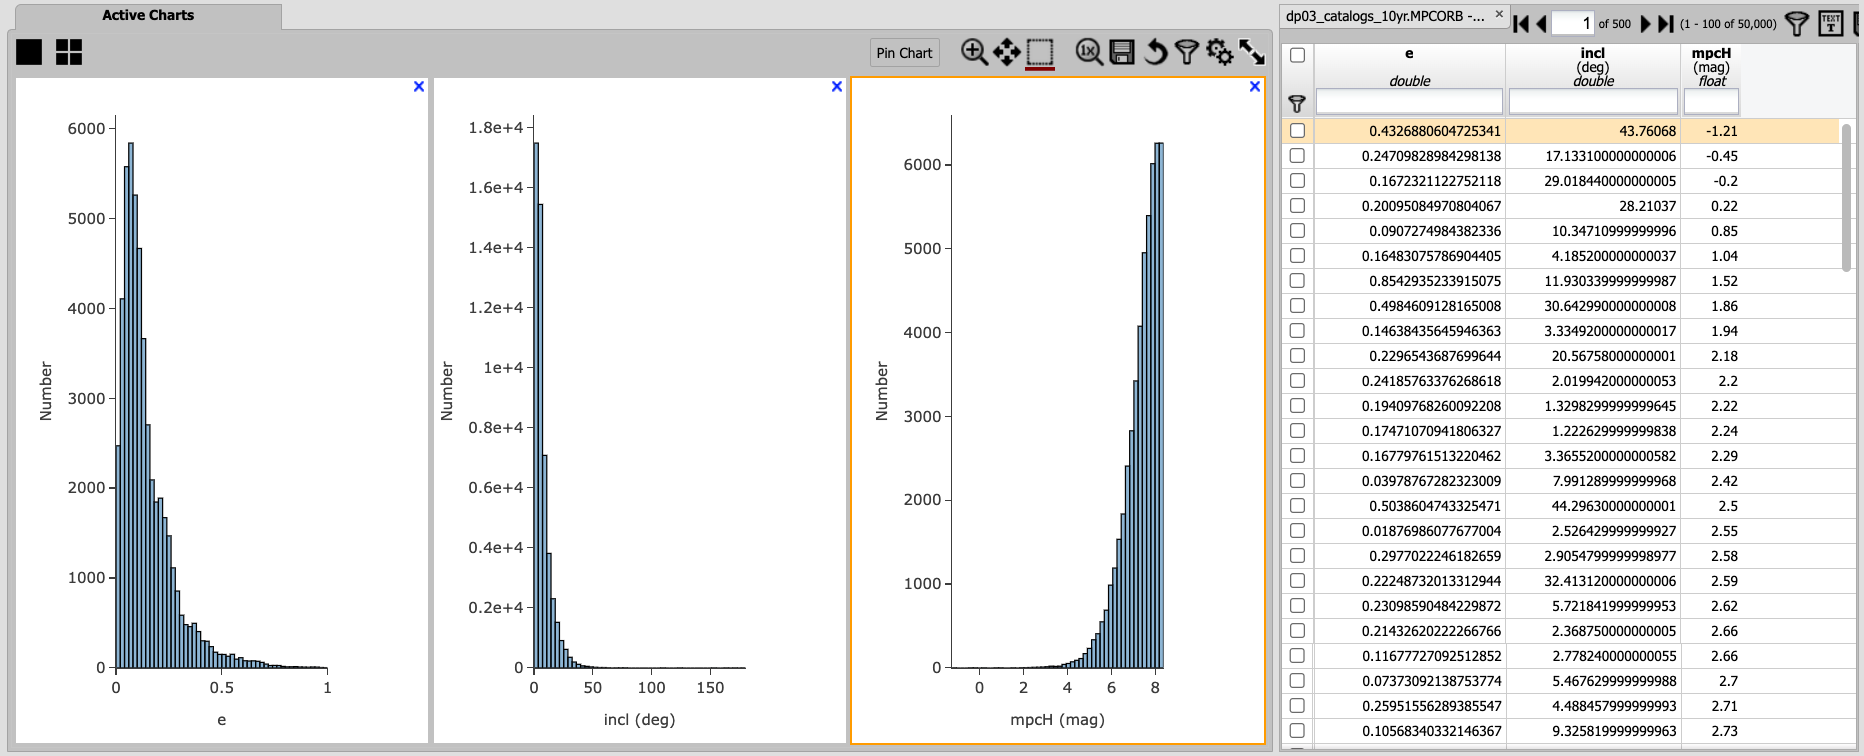 Active Charts
Pin Chart
1x
6000
5000
4000
3000
2000
1000
0
Number
0 0.5 1
e
1.8e+4
1.6e+4
1.4e+4
1.2e+4
1e+4
0.8e+4
0.6e+4
0.4e+4
0.2e+4
0
Number
0 50 100 150
incl (deg)
6000
5000
4000
3000
2000
1000
0
Number
0 2 4 6 8
mpcH (mag)
dp03_catalogs_10yr.MPCORB -... ×
1 of 500 (1 - 100 of 50,000) TEXT T
e incl mpcH
(deg) (mag)
double double float
0.4326880604725341 43.76068 -1.21
0.24709828984298138 17.133100000000006 -0.45
0.1672321122752118 29.018440000000005 -0.2
0.20095084970804067 28.21037 0.22
0.0907274984382336 10.34710999999996 0.85
0.16483075786904405 4.185200000000037 1.04
0.8542935233915075 11.930339999999987 1.52
0.4984609128165008 30.642990000000008 1.86
0.14638435645946363 3.3349200000000017 1.94
0.2296543687699644 20.56758000000001 2.18
0.24185763376268618 2.019942000000053 2.2
0.19409768260092208 1.3298299999999645 2.22
0.17471070941806327 1.222629999999838 2.24
0.16779761513220462 3.3655200000000582 2.29
0.03978767282323009 7.991289999999968 2.42
0.5038604743325471 44.29630000000001 2.5
0.01876986077677004 2.526429999999927 2.55
0.2977022246182659 2.9054799999998977 2.58
0.22248732013312944 32.413120000000006 2.59
0.23098590484229872 5.721841999999953 2.62
0.21432620222266766 2.368750000000005 2.66
0.11677727092512852 2.778240000000055 2.66
0.07373092138753774 5.467629999999988 2.7
0.25951556289385547 4.488457999999993 2.71
0.10568340332146367 9.325819999999963 2.73